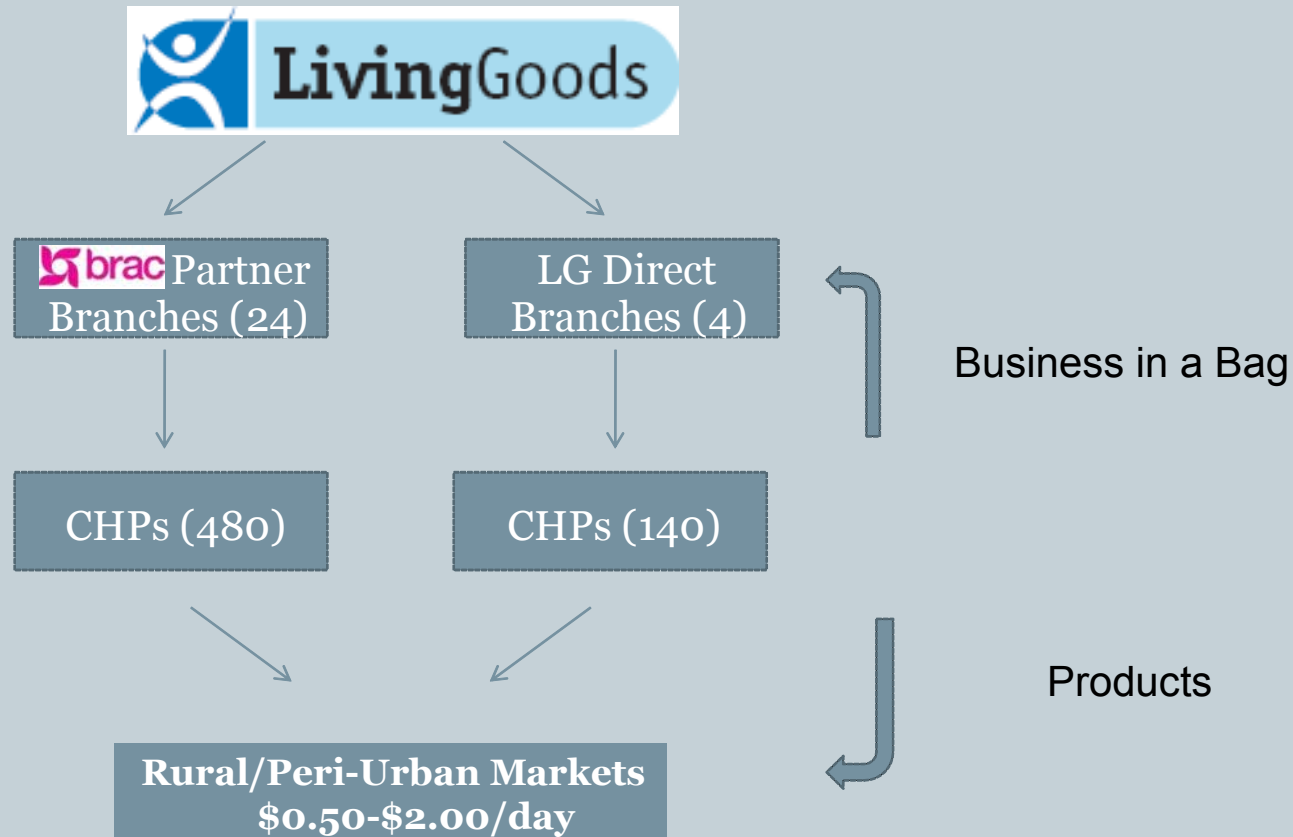 LivingGoods
brac Partner
Branches (24)
LG Direct
Branches (4)
Business in a Bag
CHPs (480)
CHPs (140)
Products
Rural/Peri-Urban Markets
$0.50-$2.00/day